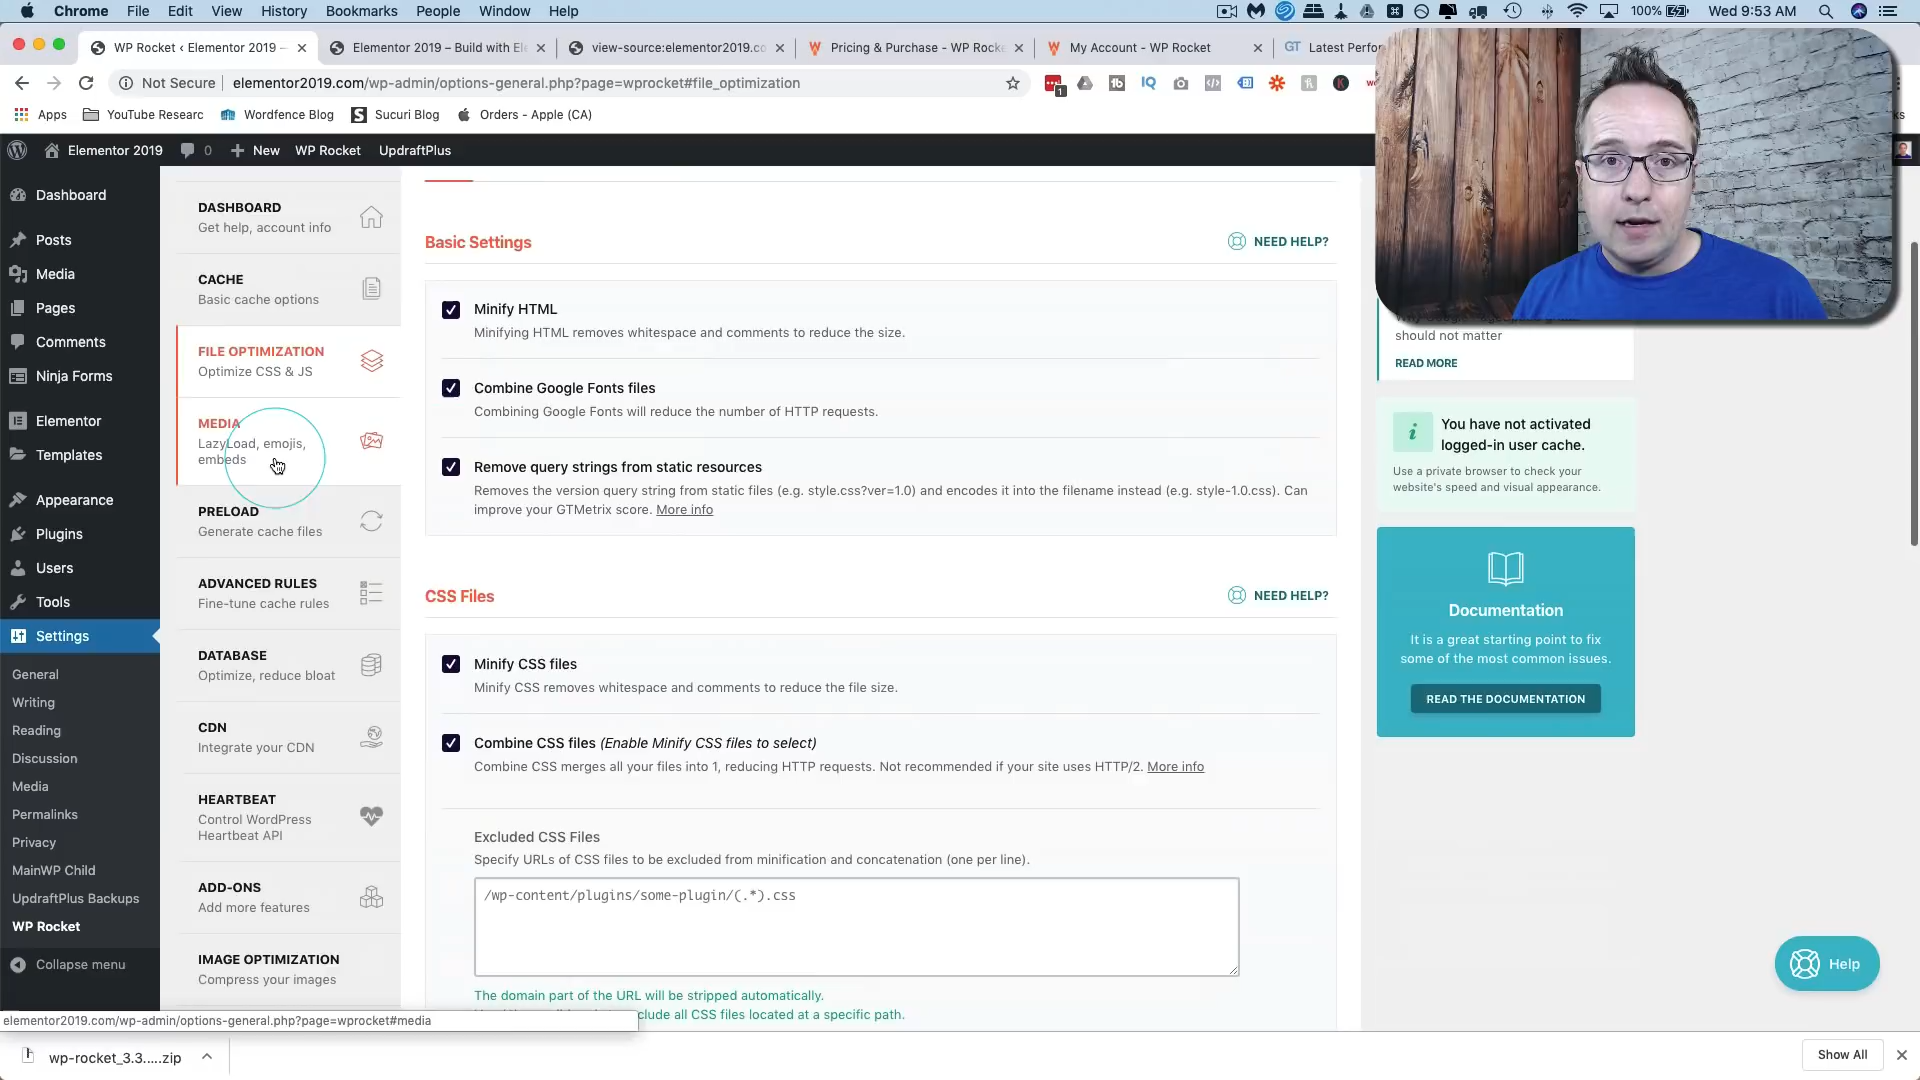 Chrome File Edit View History Bookmarks People Window Help 100% Wed 9:53 AM
WP Rocket ‹ Elementor 2019 – Elementor 2019 – Build with Ele view-source:elementor2019.co Pricing & Purchase - WP Rocke My Account - WP Rocket GT Latest Perfor
Not Secure elementor2019.com/wp-admin/options-general.php?page=wprocket#file_optimization
Apps YouTube Researc Wordfence Blog Sucuri Blog Orders - Apple (CA)
Elementor 2019 0 New WP Rocket UpdraftPlus
Dashboard
Posts
Media
Pages
Comments
Ninja Forms
Elementor
Templates
Appearance
Plugins
Users
Tools
Settings
General
Writing
Reading
Discussion
Media
Permalinks
Privacy
MainWP Child
UpdraftPlus Backups
WP Rocket
Collapse menu
DASHBOARD
Get help, account info
CACHE
Basic cache options
FILE OPTIMIZATION
Optimize CSS & JS
MEDIA
LazyLoad, emojis,
embeds
PRELOAD
Generate cache files
ADVANCED RULES
Fine-tune cache rules
DATABASE
Optimize, reduce bloat
CDN
Integrate your CDN
HEARTBEAT
Control WordPress
Heartbeat API
ADD-ONS
Add more features
IMAGE OPTIMIZATION
Compress your images
Basic Settings NEED HELP?
Minify HTML
Minifying HTML removes whitespace and comments to reduce the size.
Combine Google Fonts files
Combining Google Fonts will reduce the number of HTTP requests.
Remove query strings from static resources
Removes the version query string from static files (e.g. style.css?ver=1.0) and encodes it into the filename instead (e.g. style-1.0.css). Can
improve your GTMetrix score. More info
CSS Files NEED HELP?
Minify CSS files
Minify CSS removes whitespace and comments to reduce the file size.
Combine CSS files (Enable Minify CSS files to select)
Combine CSS merges all your files into 1, reducing HTTP requests. Not recommended if your site uses HTTP/2. More info
Excluded CSS Files
Specify URLs of CSS files to be excluded from minification and concatenation (one per line).
/wp-content/plugins/some-plugin/(.*).css
The domain part of the URL will be stripped automatically.
clude all CSS files located at a specific path.
should not matter
READ MORE
You have not activated
logged-in user cache.
Use a private browser to check your
website's speed and visual appearance.
Documentation
It is a great starting point to fix
some of the most common issues.
READ THE DOCUMENTATION
Help
elementor2019.com/wp-admin/options-general.php?page=wprocket#media
wp-rocket_3.3.....zip Show All